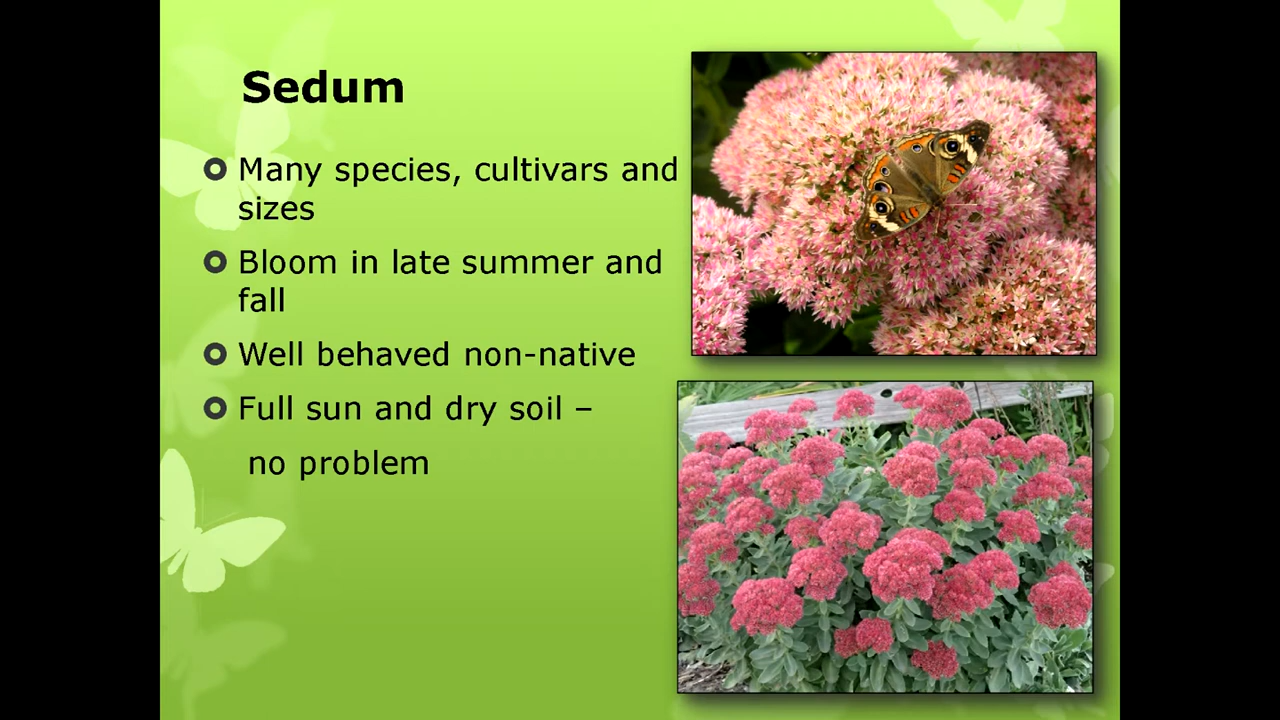 Sedum
Many species, cultivars and
sizes
Bloom in late summer and
fall
Well behaved non-native
Full sun and dry soil –
no problem